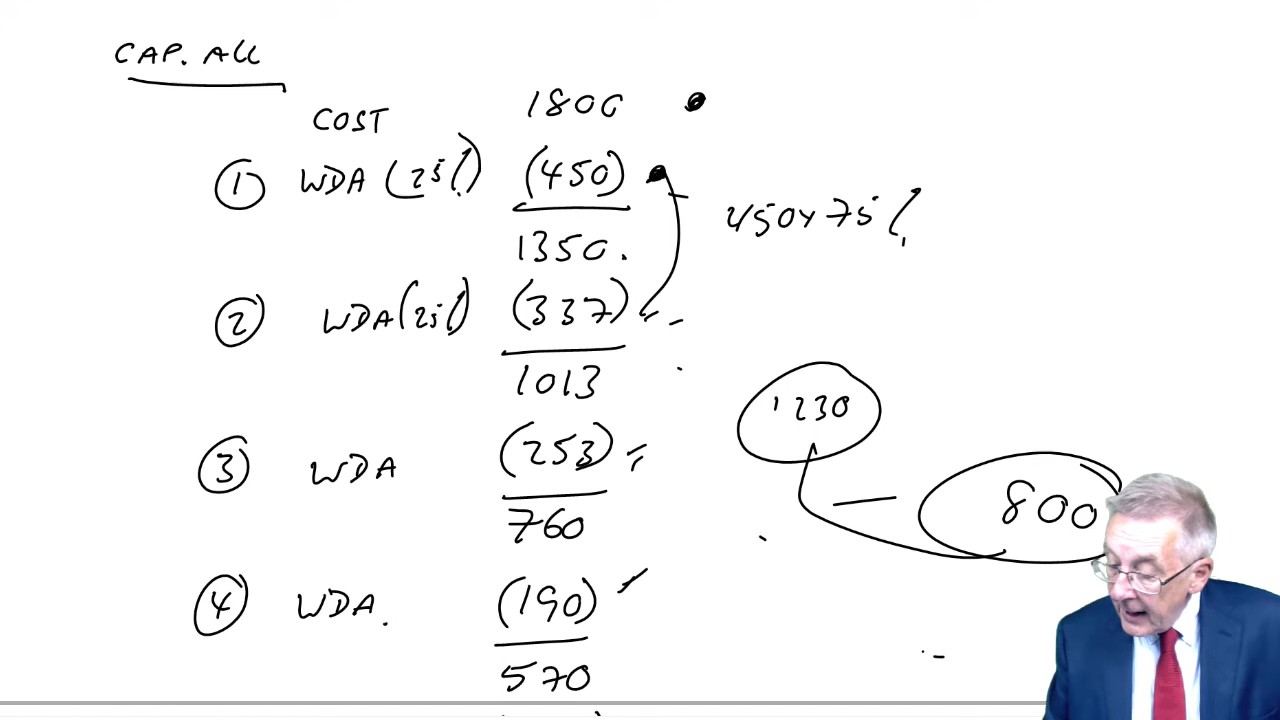 CAP. ALL
COST 1800
① WDA (25%) (450)
450 x 75%
1350.
② WDA (25%) (337)
1013
1230
③ WDA (253)
800
760
④ WDA. (190)
570